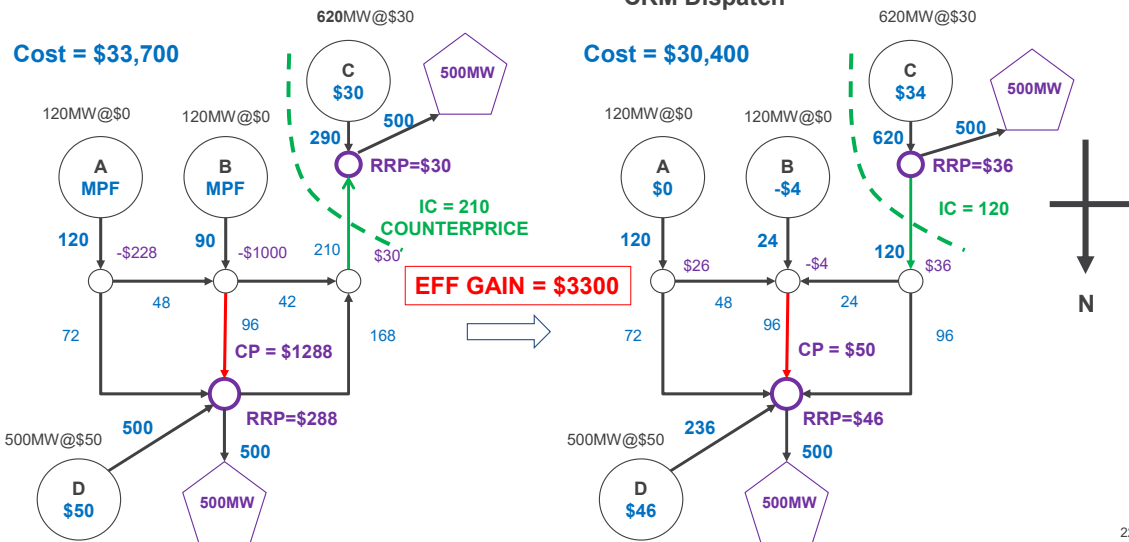 CRM Dispatch
620MW@$30
620MW@$30
Cost = $33,700
Cost = $30,400
C
$30
500MW
C
$34
500MW
120MW@$0
120MW@$0
120MW@$0
120MW@$0
290
500
620
500
A
MPF
B
MPF
RRP=$30
A
$0
B
-$4
RRP=$36
IC = 210
COUNTERPRICE
IC = 120
120
-$228
90
-$1000
210
$30
120
$26
24
-$4
120
$36
EFF GAIN = $3300
48
42
48
24
N
72
96
168
72
96
96
CP = $1288
CP = $50
RRP=$288
RRP=$46
500MW@$50
500
500
500MW@$50
236
500
D
$50
500MW
D
$46
500MW